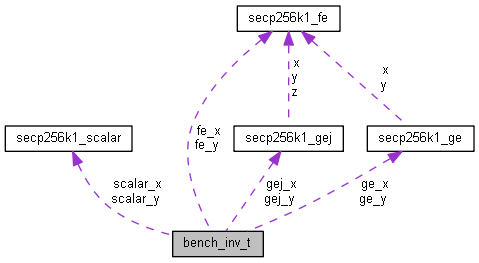 secp256k1_fe
x
y
z
x
y
fe_x
fe_y
secp256k1_scalar
secp256k1_gej
secp256k1_ge
scalar_x
scalar_y
gej_x
gej_y
ge_x
ge_y
bench_inv_t